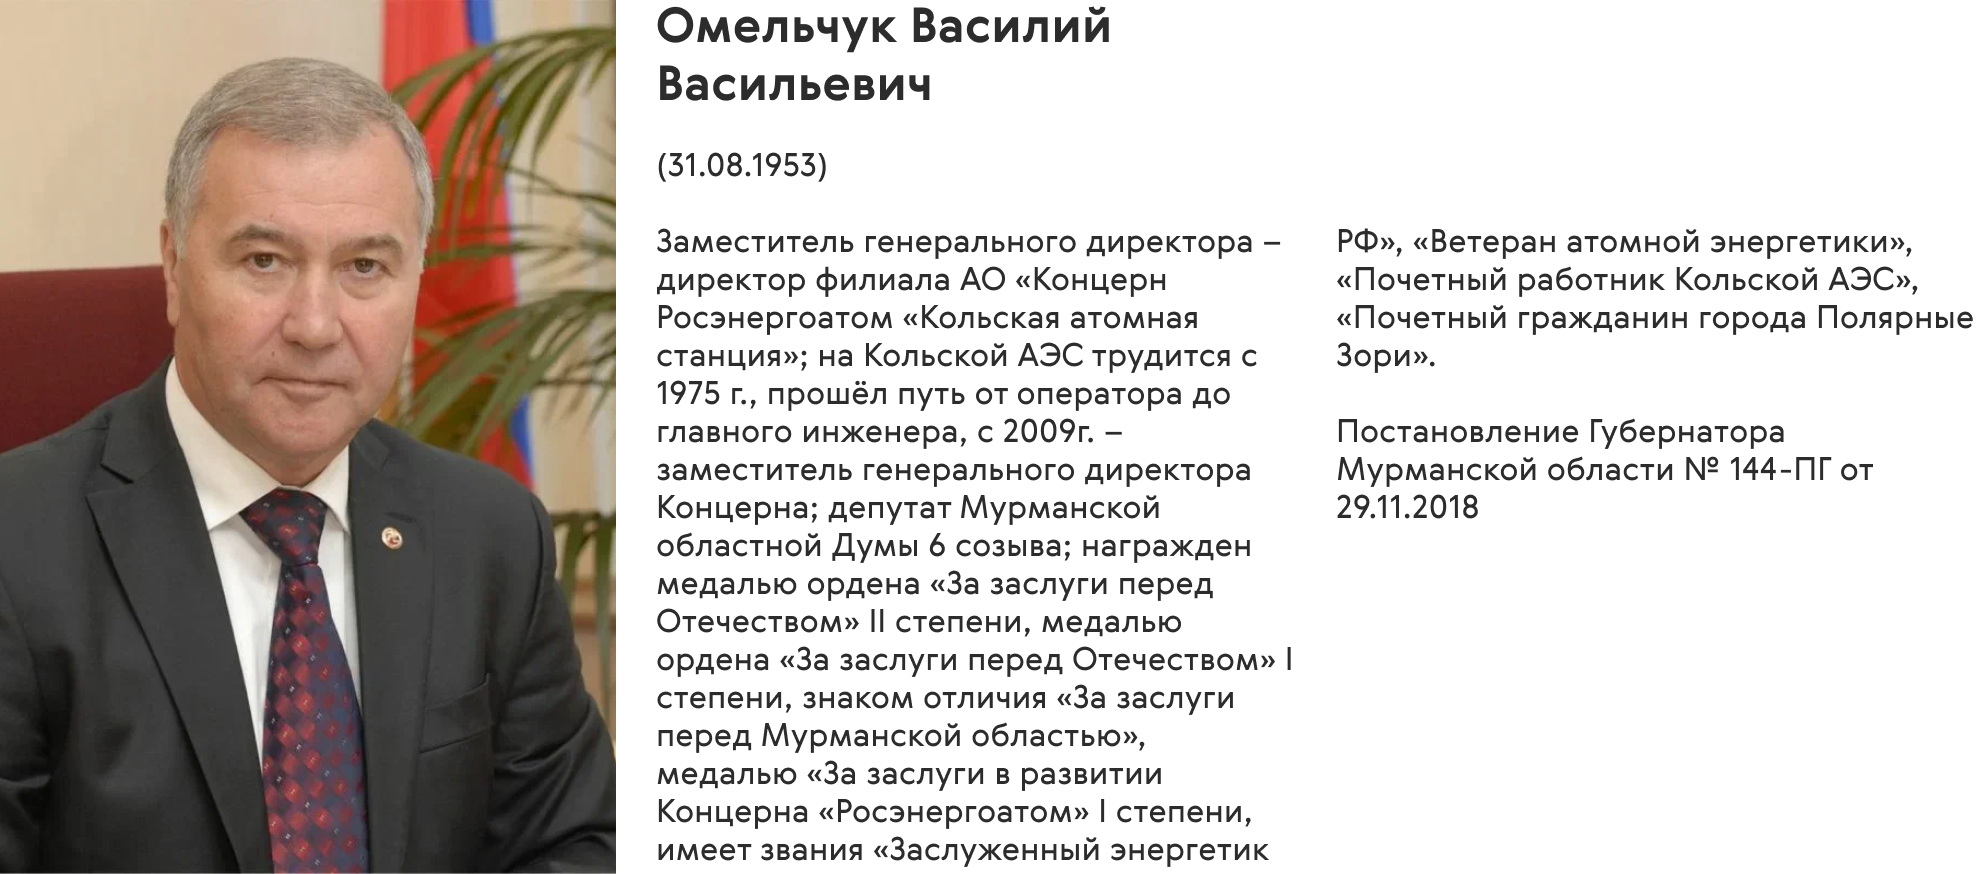 Омельчук Василий
Васильевич
(31.08.1953)
Заместитель генерального директора –
директор филиала АО «Концерн
Росэнергоатом «Кольская атомная
станция»; на Кольской АЭС трудится с
1975 г., прошёл путь от оператора до
главного инженера, с 2009г. –
заместитель генерального директора
Концерна; депутат Мурманской
областной Думы 6 созыва; награжден
медалью ордена «За заслуги перед
Отечеством» II степени, медалью
ордена «За заслуги перед Отечеством» I
степени, знаком отличия «За заслуги
перед Мурманской областью»,
медалью «За заслуги в развитии
Концерна «Росэнергоатом» I степени,
имеет звания «Заслуженный энергетик
РФ», «Ветеран атомной энергетики»,
«Почетный работник Кольской АЭС»,
«Почетный гражданин города Полярные
Зори».
Постановление Губернатора
Мурманской области № 144-ПГ от
29.11.2018